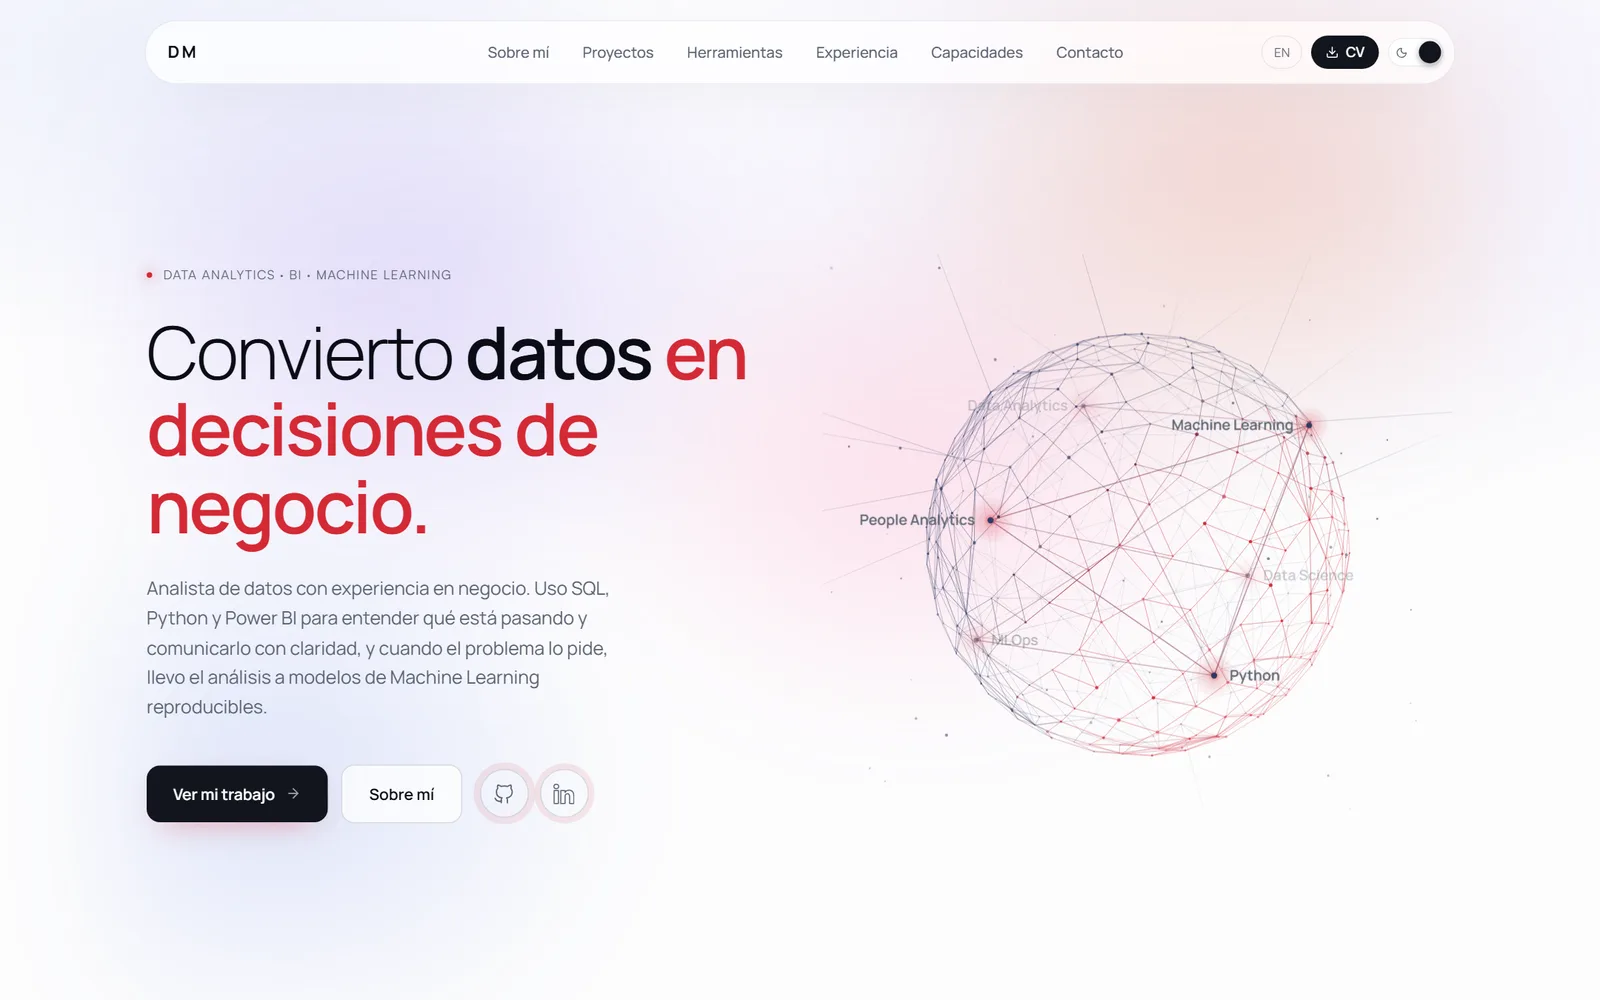 DM
Sobre mí
Proyectos
Herramientas
Experiencia
Capacidades
Contacto
EN
CV
DATA ANALYTICS • BI • MACHINE LEARNING
Convierto datos en
decisiones de
negocio.
Analista de datos con experiencia en negocio. Uso SQL,
Python y Power BI para entender qué está pasando y
comunicarlo con claridad, y cuando el problema lo pide,
llevo el análisis a modelos de Machine Learning
reproducibles.
Ver mi trabajo
Sobre mí
in
Data Analytics
Machine Learning
People Analytics
Data Science
MLOps
Python